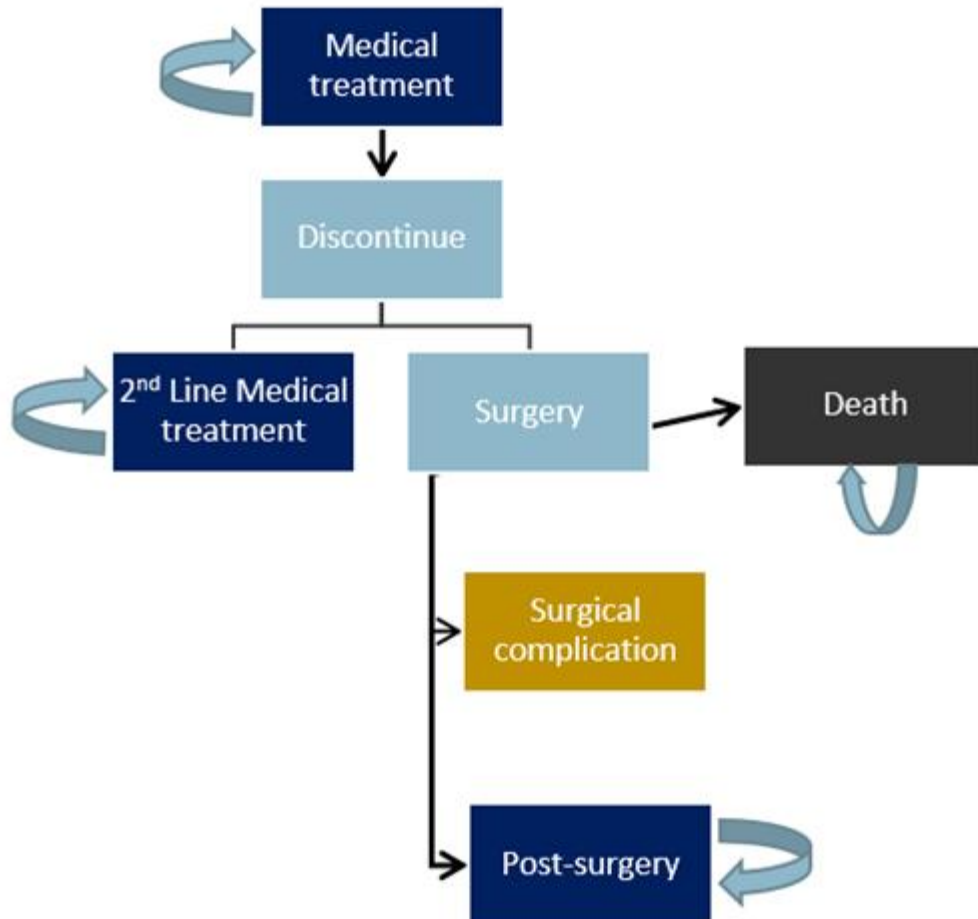 Medical
treatment
Discontinue
2nd Line Medical
treatment
Surgery
Death
Surgical
complication
Post-surgery